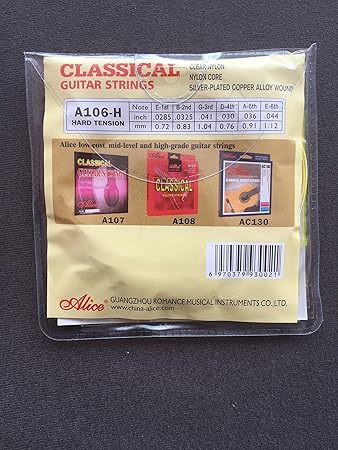 CLASSICAL
GUITAR STRINGS
CLEAR NYLON
NYLON CORE
SILVER-PLATED COPPER ALLOY WOUND
A106-H
HARD TENSION
Note E-1st B-2nd G-3rd D-4th A-5th E-6th
inch .0285 .0325 .041 .030 .036 .044
mm 0.72 0.83 1.04 0.76 0.91 1.12
Alice low-cost, mid-level and high-grade guitar strings
CLASSICAL
Alice
CLASSICAL
A107
A108
AC130
6 970379 930021
Alice
GUANGZHOU ROMANCE MUSICAL INSTRUMENTS CO.,LTD.
www.china-alice.com